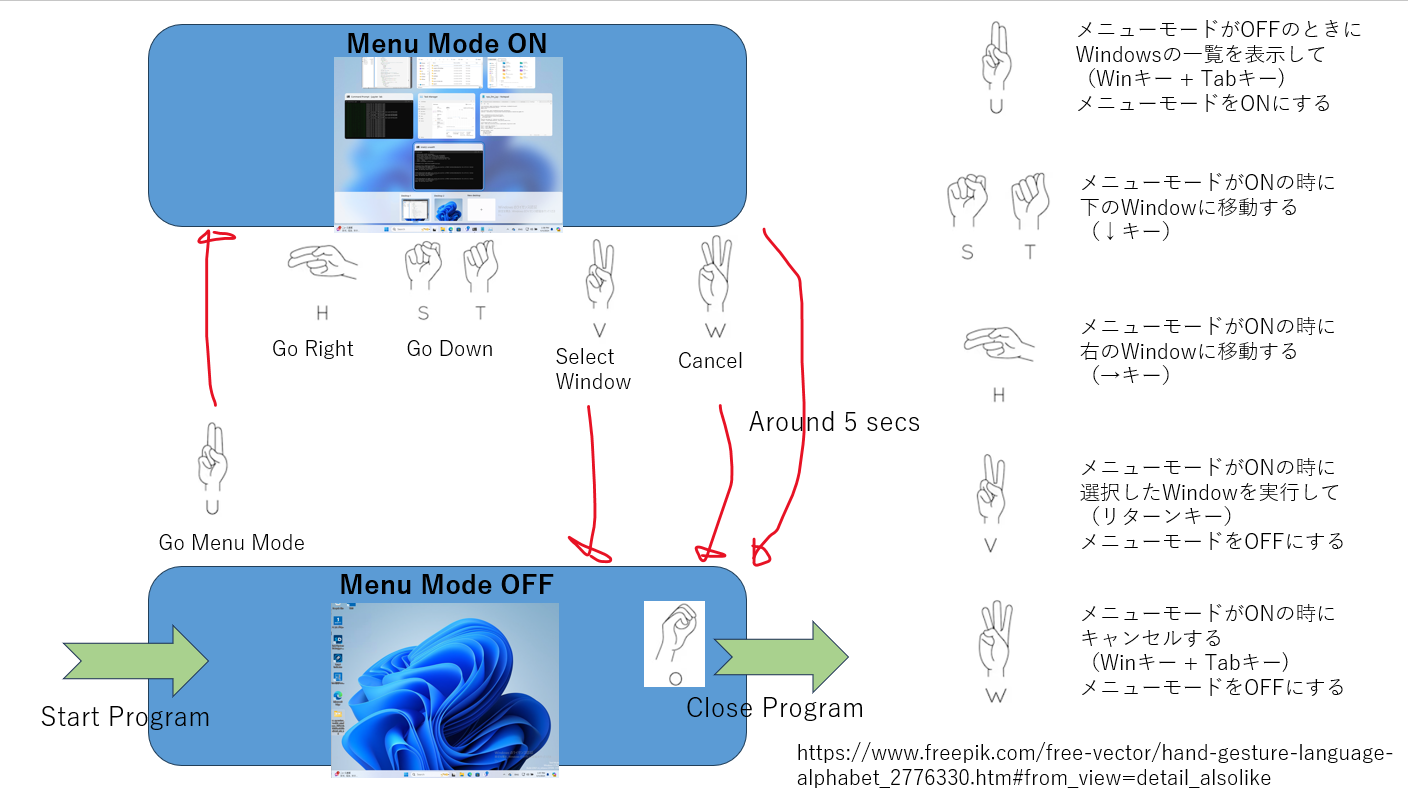 Menu Mode ON
H
S
T
V
W
Go Right
Go Down
Select
Window
Cancel
Around 5 secs
U
Go Menu Mode
Menu Mode OFF
O
Start Program
Close Program
メニューモードがOFFのときに
Windowsの一覧を表示して
（Winキー + Tabキー）
メニューモードをONにする
U
メニューモードがONの時に
下のWindowに移動する
（↓キー）
S
T
メニューモードがONの時に
右のWindowに移動する
（→キー）
H
メニューモードがONの時に
選択したWindowを実行して
（リターンキー）
メニューモードをOFFにする
V
メニューモードがONの時に
キャンセルする
（Winキー + Tabキー）
メニューモードをOFFにする
W
https://www.freepik.com/free-vector/hand-gesture-language-
alphabet_2776330.htm#from_view=detail_alsolike